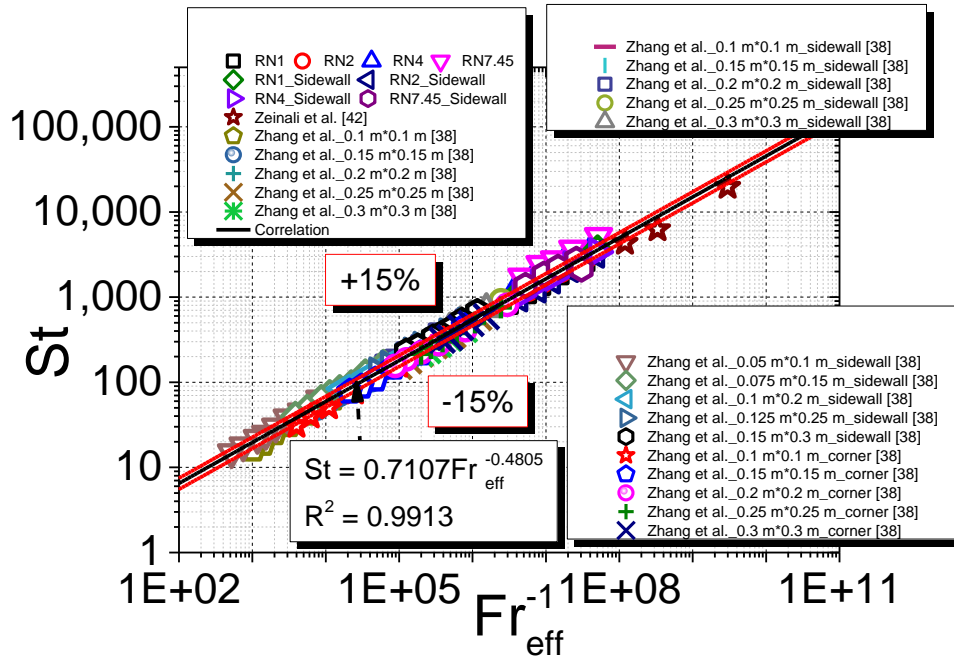 RN1 RN2 RN4 RN7.45
RN1_Sidewall RN2_Sidewall
RN4_Sidewall RN7.45_Sidewall
Zeinali et al. [42]
Zhang et al._0.1 m*0.1 m [38]
Zhang et al._0.15 m*0.15 m [38]
Zhang et al._0.2 m*0.2 m [38]
Zhang et al._0.25 m*0.25 m [38]
Zhang et al._0.3 m*0.3 m [38]
Correlation
Zhang et al._0.1 m*0.1 m_sidewall [38]
Zhang et al._0.15 m*0.15 m_sidewall [38]
Zhang et al._0.2 m*0.2 m_sidewall [38]
Zhang et al._0.25 m*0.25 m_sidewall [38]
Zhang et al._0.3 m*0.3 m_sidewall [38]
100,000
10,000
1,000
100
10
1
St
+15%
-15%
St = 0.7107Fr_eff^-0.4805
R² = 0.9913
Zhang et al._0.05 m*0.1 m_sidewall [38]
Zhang et al._0.075 m*0.15 m_sidewall [38]
Zhang et al._0.1 m*0.2 m_sidewall [38]
Zhang et al._0.125 m*0.25 m_sidewall [38]
Zhang et al._0.15 m*0.3 m_sidewall [38]
Zhang et al._0.1 m*0.1 m_corner [38]
Zhang et al._0.15 m*0.15 m_corner [38]
Zhang et al._0.2 m*0.2 m_corner [38]
Zhang et al._0.25 m*0.25 m_corner [38]
Zhang et al._0.3 m*0.3 m_corner [38]
1E+02 1E+05 1E+08 1E+11
Fr_eff^-1